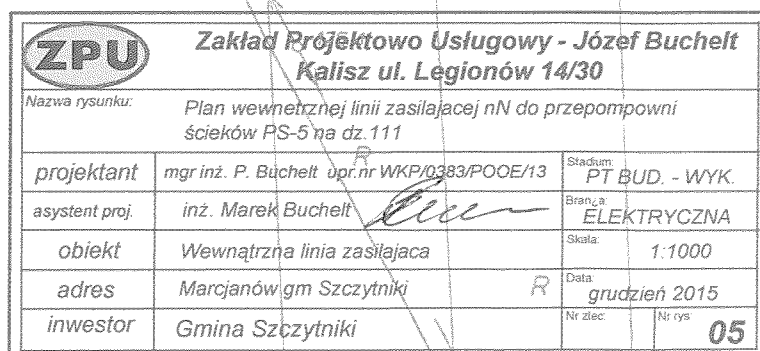 ZPU
Zakład Projektowo Usługowy - Józef Buchelt
Kalisz ul. Legionów 14/30
Nazwa rysunku:
Plan wewnetrznej linii zasilajacej nN do przepompowni
ścieków PS-5 na dz.111
projektant
mgr inż. P. Buchelt upr.nr WKP/0383/POOE/13
Stadium:
PT BUD. - WYK.
asystent proj.
inż. Marek Buchelt
Bran¿a:
ELEKTRYCZNA
obiekt
Wewnątrzna linia zasilajaca
Skala:
1:1000
adres
Marcjanów gm Szczytniki
R
Data:
grudzień 2015
inwestor
Gmina Szczytniki
Nr zlec:
Nr rys:
05
R